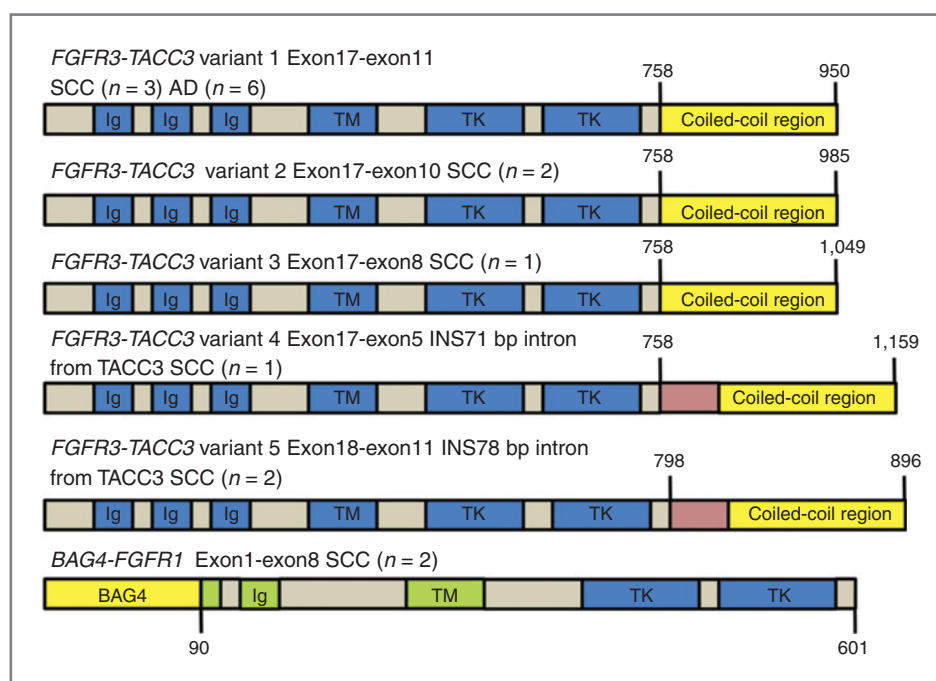 FGFR3-TACC3 variant 1 Exon17-exon11
SCC (n = 3) AD (n = 6)
758 950
Ig Ig Ig TM TK TK Coiled-coil region
FGFR3-TACC3 variant 2 Exon17-exon10 SCC (n = 2)
758 985
Ig Ig Ig TM TK TK Coiled-coil region
FGFR3-TACC3 variant 3 Exon17-exon8 SCC (n = 1)
758 1,049
Ig Ig Ig TM TK TK Coiled-coil region
FGFR3-TACC3 variant 4 Exon17-exon5 INS71 bp intron
from TACC3 SCC (n = 1)
758 1,159
Ig Ig Ig TM TK TK Coiled-coil region
FGFR3-TACC3 variant 5 Exon18-exon11 INS78 bp intron
from TACC3 SCC (n = 2)
798 896
Ig Ig Ig TM TK TK Coiled-coil region
BAG4-FGFR1 Exon1-exon8 SCC (n = 2)
BAG4 Ig TM TK TK
90 601